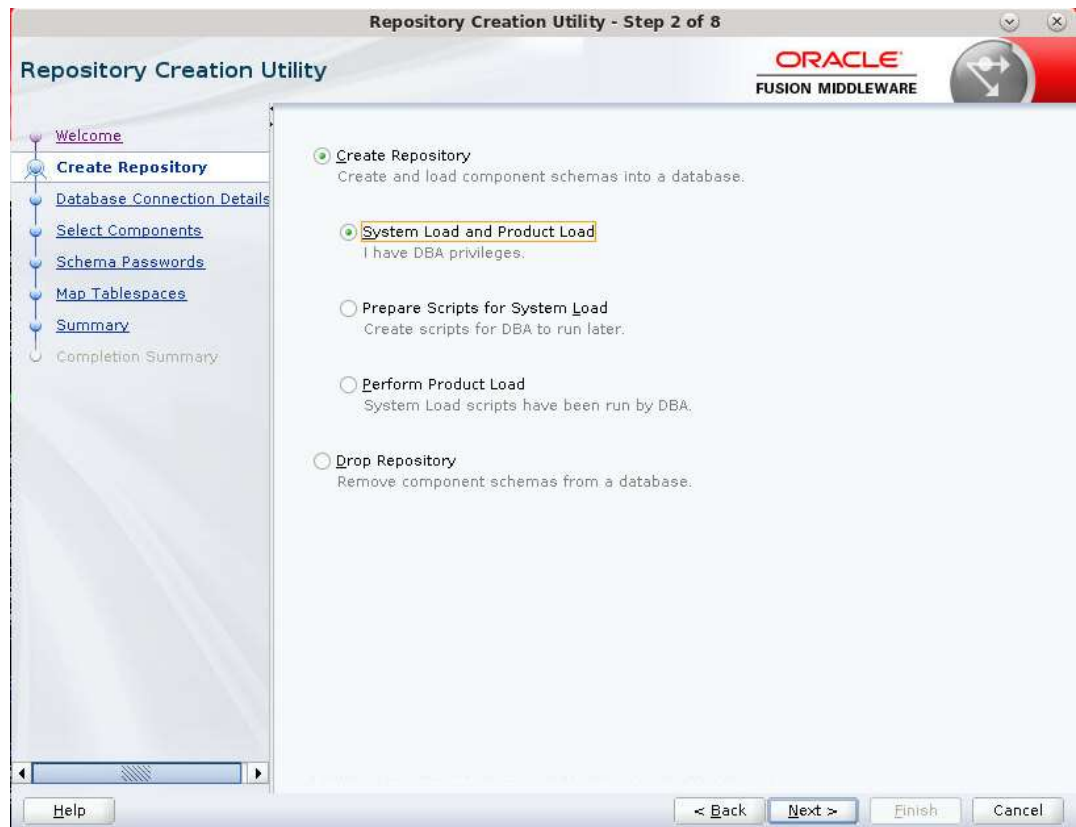 Repository Creation Utility - Step 2 of 8
Repository Creation Utility
ORACLE
FUSION MIDDLEWARE
Welcome
Create Repository
Database Connection Details
Select Components
Schema Passwords
Map Tablespaces
Summary
Completion Summary
Create Repository
Create and load component schemas into a database.
System Load and Product Load
I have DBA privileges.
Prepare Scripts for System Load
Create scripts for DBA to run later.
Perform Product Load
System Load scripts have been run by DBA.
Drop Repository
Remove component schemas from a database.
Help
< Back
Next >
Finish
Cancel